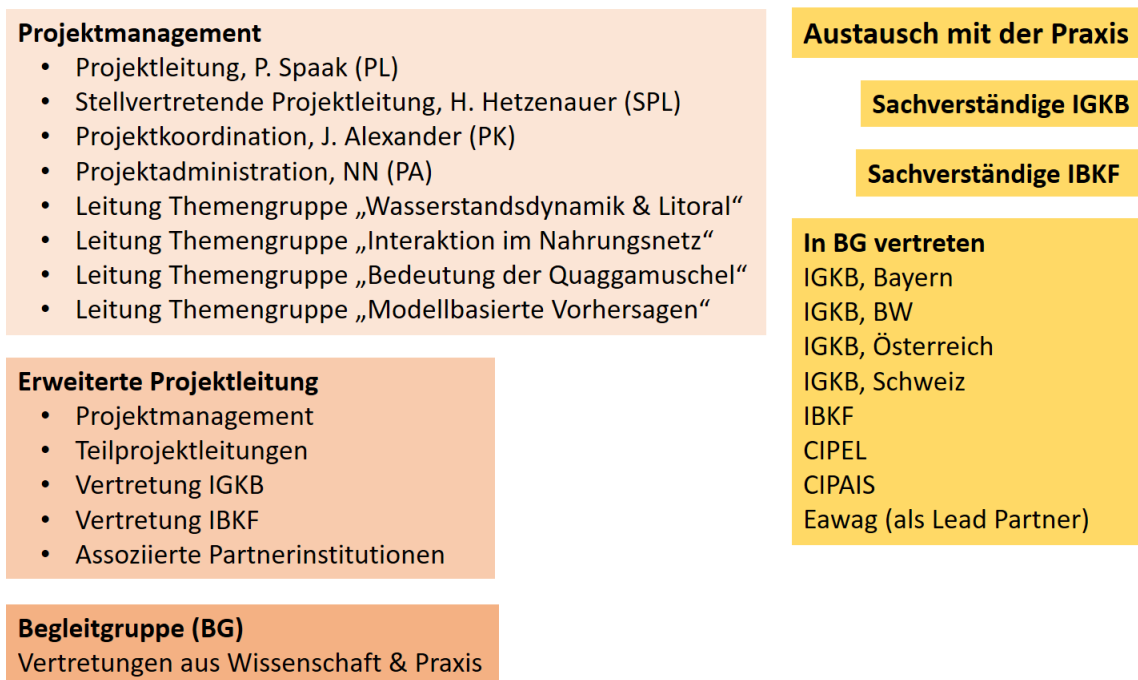 Projektmanagement
• Projektleitung, P. Spaak (PL)
• Stellvertretende Projektleitung, H. Hetzenauer (SPL)
• Projektkoordination, J. Alexander (PK)
• Projektadministration, NN (PA)
• Leitung Themengruppe „Wasserstandsdynamik & Litoral“
• Leitung Themengruppe „Interaktion im Nahrungsnetz“
• Leitung Themengruppe „Bedeutung der Quaggamuschel“
• Leitung Themengruppe „Modellbasierte Vorhersagen“
Erweiterte Projektleitung
• Projektmanagement
• Teilprojektleitungen
• Vertretung IGKB
• Vertretung IBKF
• Assoziierte Partnerinstitutionen
Begleitgruppe (BG)
Vertretungen aus Wissenschaft & Praxis
Austausch mit der Praxis
Sachverständige IGKB
Sachverständige IBKF
In BG vertreten
IGKB, Bayern
IGKB, BW
IGKB, Österreich
IGKB, Schweiz
IBKF
CIPEL
CIPAIS
Eawag (als Lead Partner)